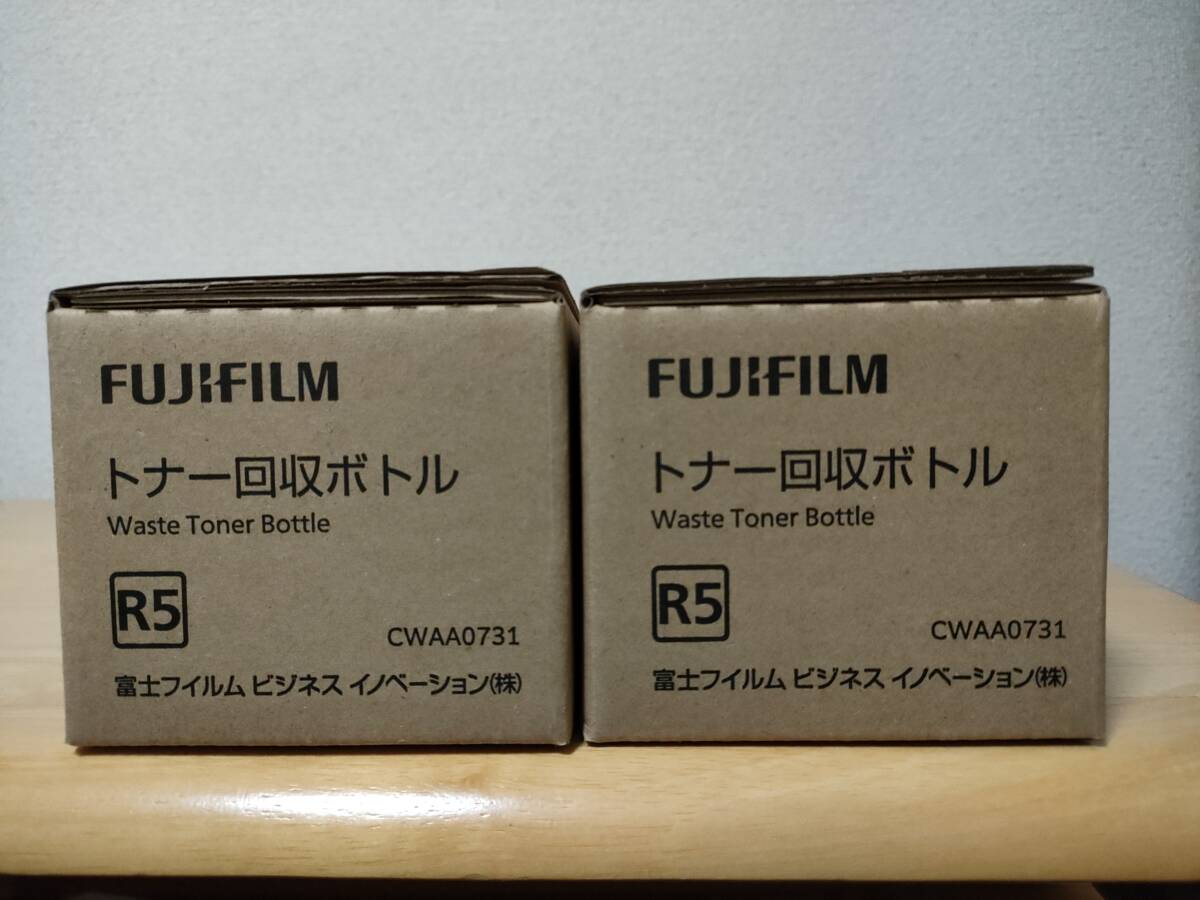 FUJIFILM
トナー回収ボトル
Waste Toner Bottle
R5
CWAA0731
富士フイルム ビジネス イノベーション(株)
FUJIFILM
トナー回収ボトル
Waste Toner Bottle
R5
CWAA0731
富士フイルム ビジネス イノベーション(株)